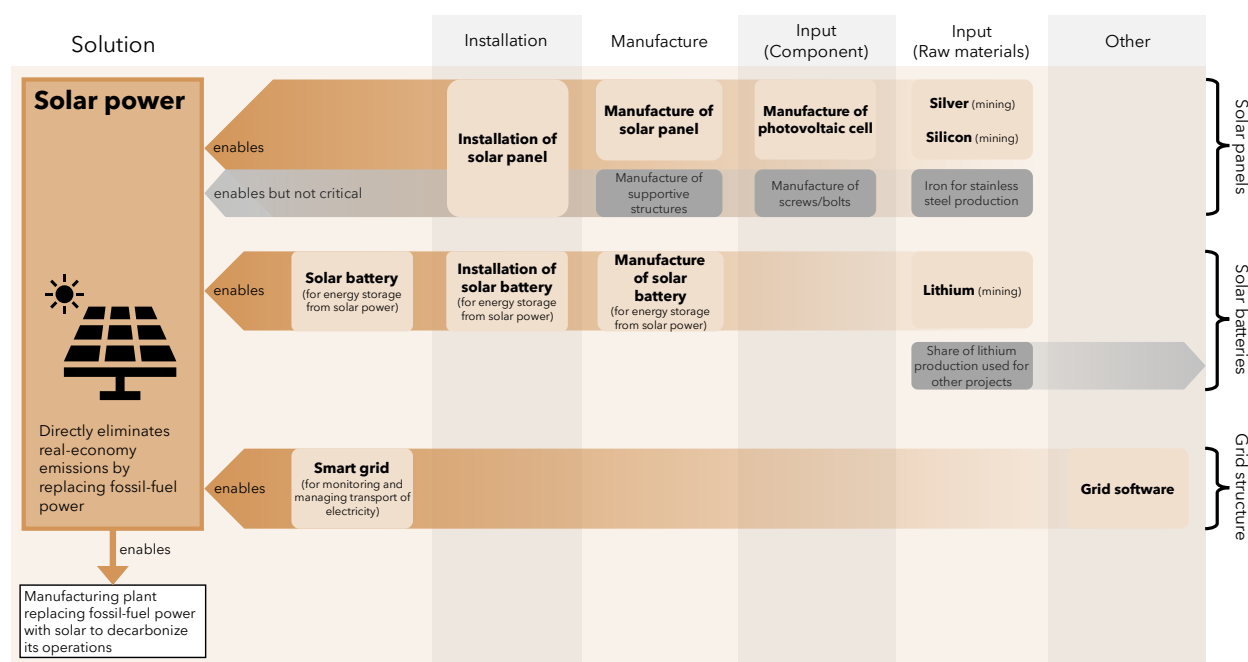 Solution
Installation
Manufacture
Input
(Component)
Input
(Raw materials)
Other
Solar power
Directly eliminates
real-economy
emissions by
replacing fossil-fuel
power
enables
Manufacturing plant
replacing fossil-fuel power
with solar to decarbonize
its operations
enables
Installation of
solar panel
Manufacture of
solar panel
Manufacture of
photovoltaic cell
Silver (mining)
Silicon (mining)
enables but not critical
Manufacture of
supportive
structures
Manufacture of
screws/bolts
Iron for stainless
steel production
Solar panels
enables
Solar battery
(for energy storage
from solar power)
Installation of
solar battery
(for energy storage
from solar power)
Manufacture
of solar
battery
(for energy storage
from solar power)
Lithium (mining)
Share of lithium
production used for
other projects
Solar batteries
enables
Smart grid
(for monitoring and
managing transport of
electricity)
Grid software
Grid structure